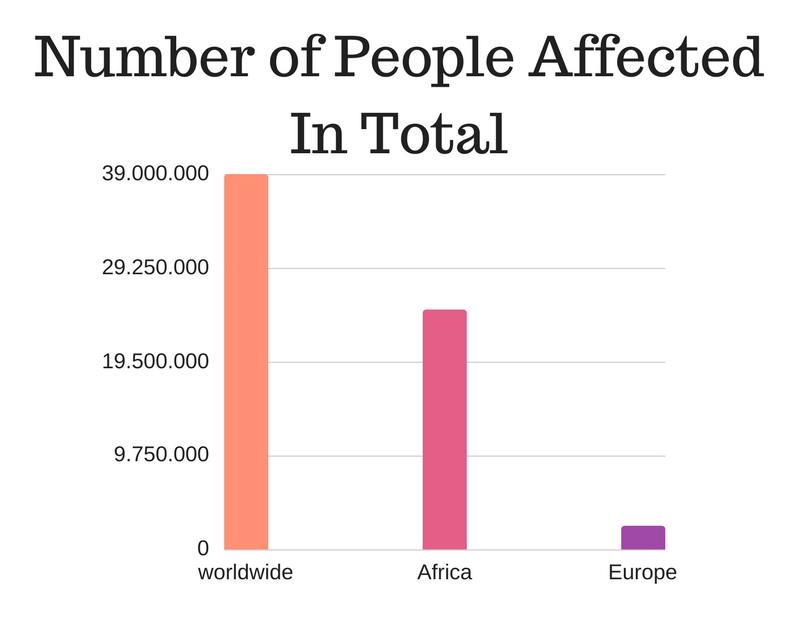 Number of People Affected
In Total
39.000.000
29.250.000
19.500.000
9.750.000
0
worldwide Africa Europe